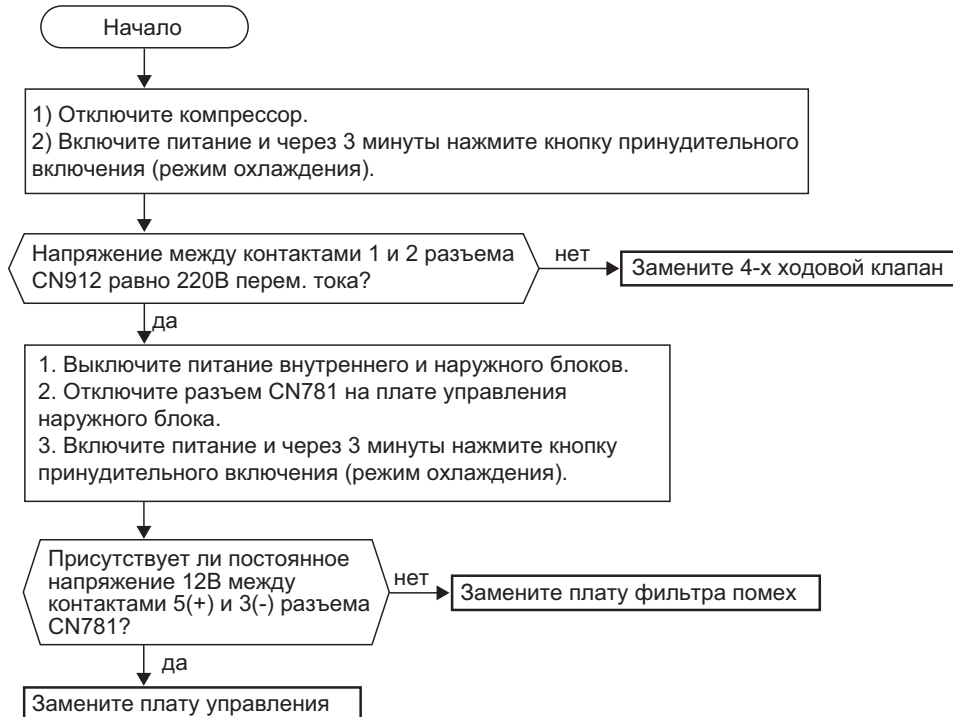 Начало
1) Отключите компрессор.
2) Включите питание и через 3 минуты нажмите кнопку принудительного
включения (режим охлаждения).
Напряжение между контактами 1 и 2 разъема
CN912 равно 220В перем. тока?
нет
Замените 4-х ходовой клапан
да
1. Выключите питание внутреннего и наружного блоков.
2. Отключите разъем CN781 на плате управления
наружного блока.
3. Включите питание и через 3 минуты нажмите кнопку
принудительного включения (режим охлаждения).
Присутствует ли постоянное
напряжение 12В между
контактами 5(+) и 3(-) разъема
CN781?
нет
Замените плату фильтра помех
да
Замените плату управления